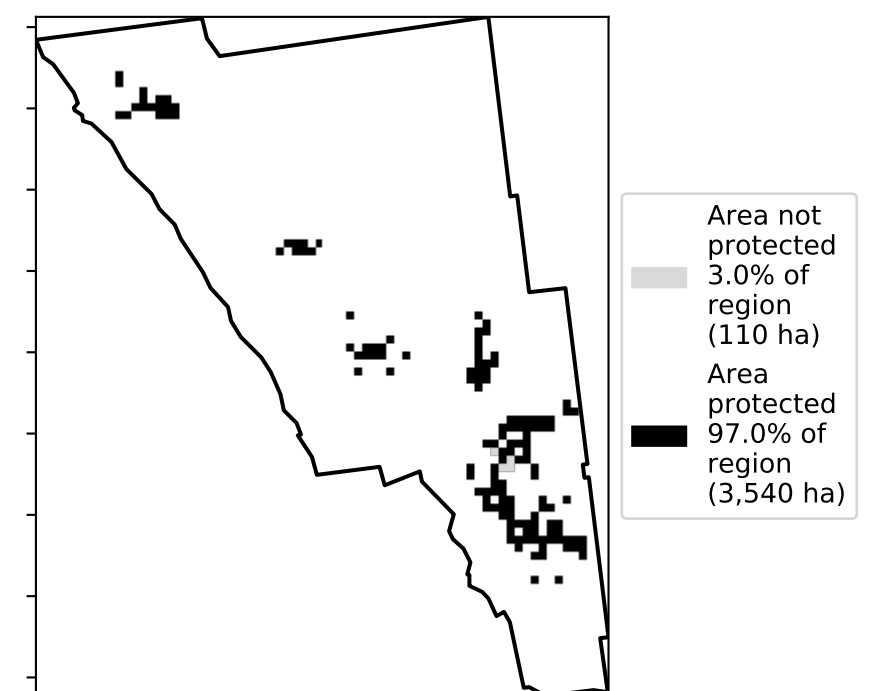 Area not
protected
3.0% of
region
(110 ha)
Area
protected
97.0% of
region
(3,540 ha)